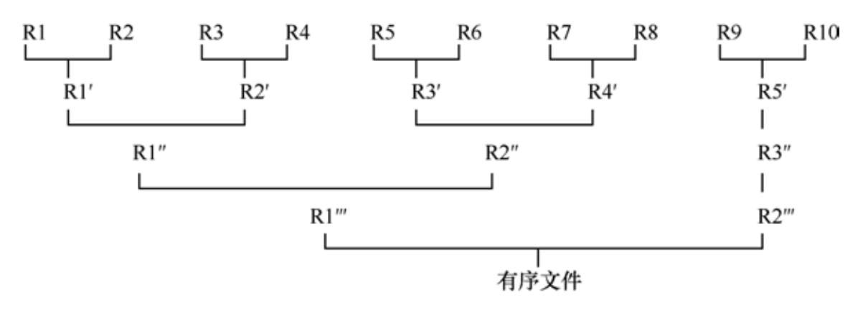 R1 R2 R3 R4 R5 R6 R7 R8 R9 R10
R1′ R2′ R3′ R4′ R5′
R1″ R2″ R3″
R1‴ R2‴
有序文件